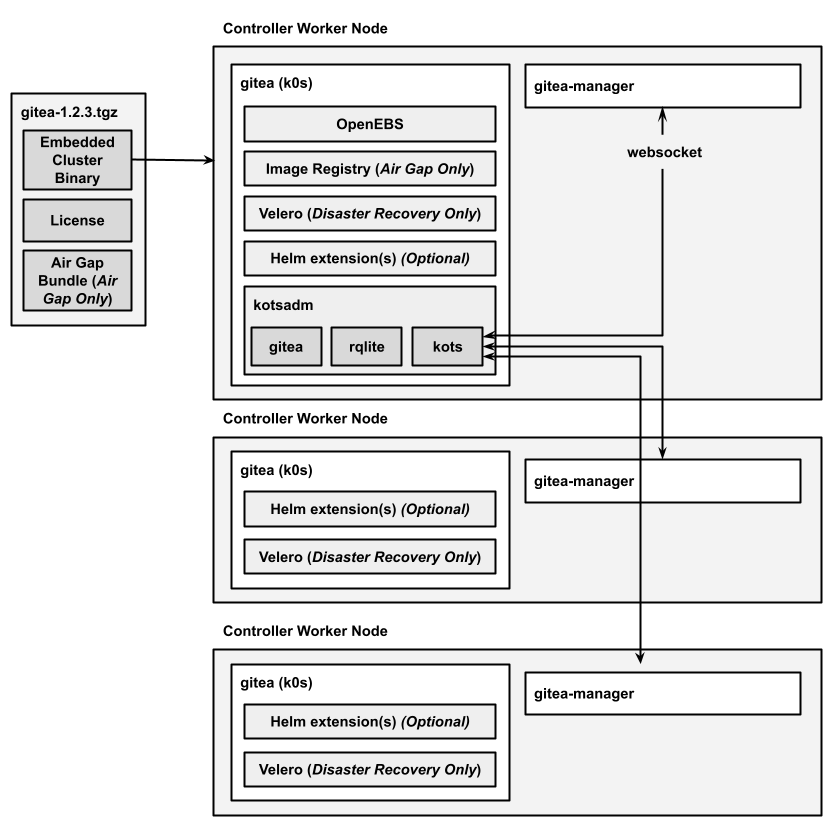 Controller Worker Node
gitea-1.2.3.tgz
Embedded
Cluster
Binary
License
Air Gap
Bundle (Air
Gap Only)
gitea (k0s)
OpenEBS
Image Registry (Air Gap Only)
Velero (Disaster Recovery Only)
Helm extension(s) (Optional)
kotsadm
gitea
rqlite
kots
gitea-manager
websocket
Controller Worker Node
gitea (k0s)
Helm extension(s) (Optional)
Velero (Disaster Recovery Only)
gitea-manager
Controller Worker Node
gitea (k0s)
Helm extension(s) (Optional)
Velero (Disaster Recovery Only)
gitea-manager